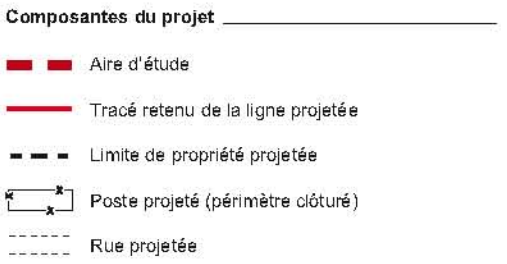 Composantes du projet
Aire d'étude
Tracé retenu de la ligne projetée
Limite de propriété projetée
Poste projeté (périmètre clôturé)
Rue projetée